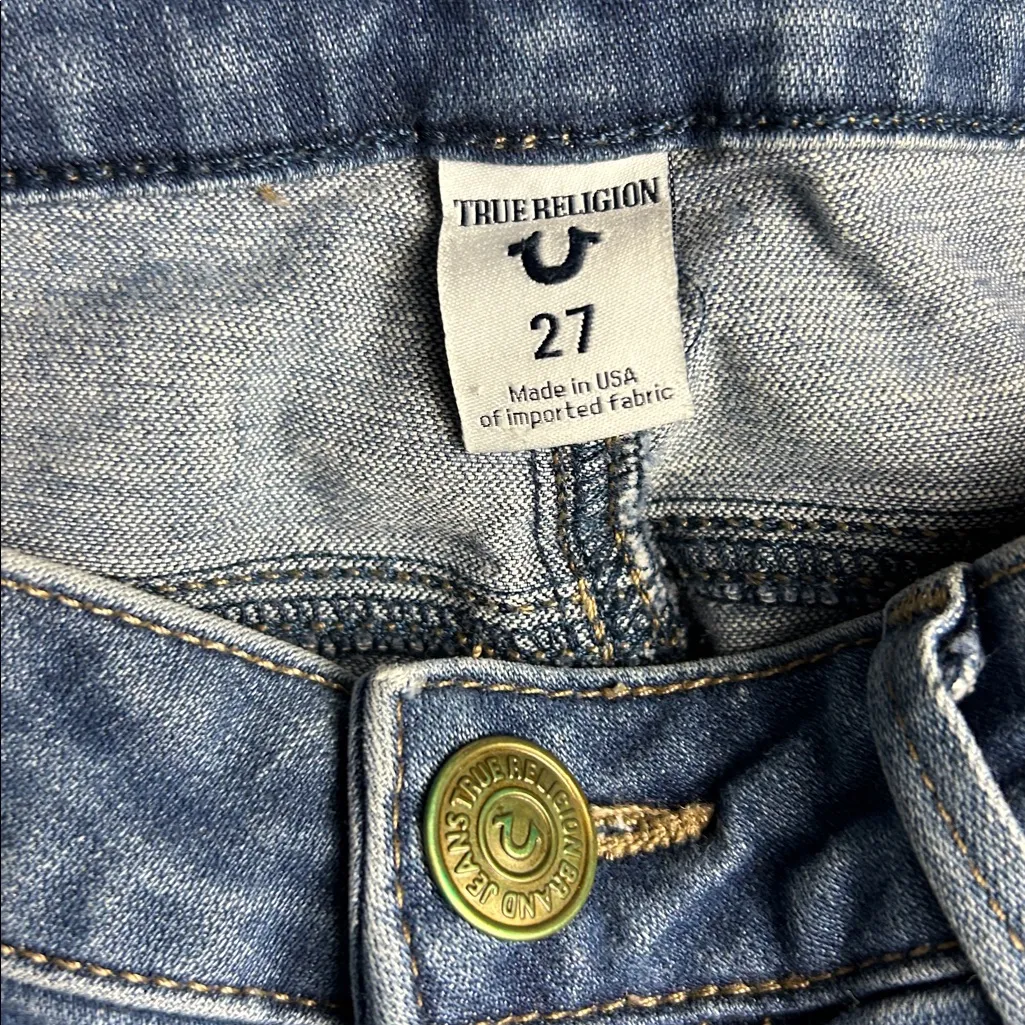 TRUE RELIGION
27
Made in USA
of imported fabric
TRUE RELIGION BRAND JEANS